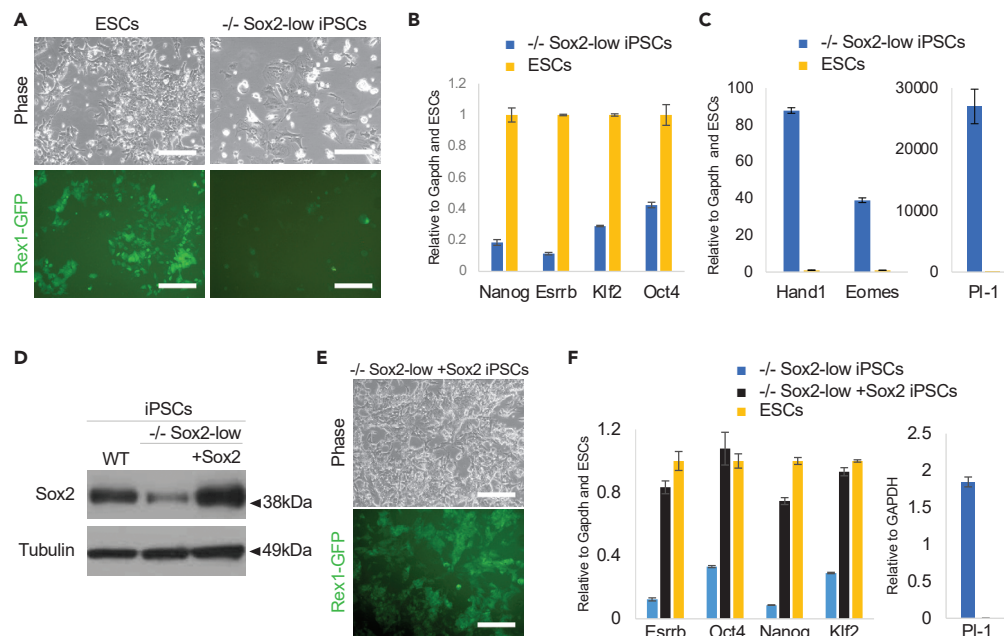 A
ESCs
-/- Sox2-low iPSCs
Phase
Rex1-GFP
B
-/- Sox2-low iPSCs
ESCs
Relative to Gapdh and ESCs
1.2
1
0.8
0.6
0.4
0.2
0
Nanog Esrrb Klf2 Oct4
C
-/- Sox2-low iPSCs
ESCs
Relative to Gapdh and ESCs
100
80
60
40
20
0
Hand1 Eomes
30000
20000
10000
0
Pl-1
D
iPSCs
-/- Sox2-low
WT +Sox2
Sox2
38kDa
Tubulin
49kDa
E
-/- Sox2-low +Sox2 iPSCs
Phase
Rex1-GFP
F
-/- Sox2-low iPSCs
-/- Sox2-low +Sox2 iPSCs
ESCs
Relative to Gapdh and ESCs
1.2
0.8
0.4
0
Esrrb Oct4 Nanog Klf2
Relative to GAPDH
2.5
2
1.5
1
0.5
0
Pl-1